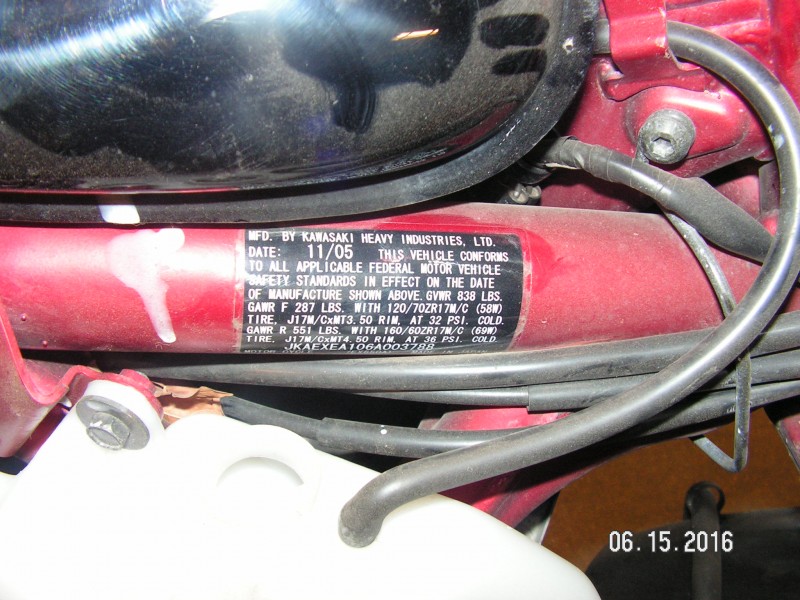 MFD. BY KAWASAKI HEAVY INDUSTRIES, LTD.
DATE: 11/05 THIS VEHICLE CONFORMS
TO ALL APPLICABLE FEDERAL MOTOR VEHICLE
SAFETY STANDARDS IN EFFECT ON THE DATE
OF MANUFACTURE SHOWN ABOVE. GVWR 838 LBS.
GAWR F 287 LBS. WITH 120/70ZR17M/C (58W)
TIRE, J17M/CxMT3.50 RIM, AT 32 PSI. COLD.
GAWR R 551 LBS. WITH 160/60ZR17M/C (69W)
TIRE, J17M/CxMT4.50 RIM, AT 36 PSI. COLD.
JKAEXEA106A003788
06.15.2016